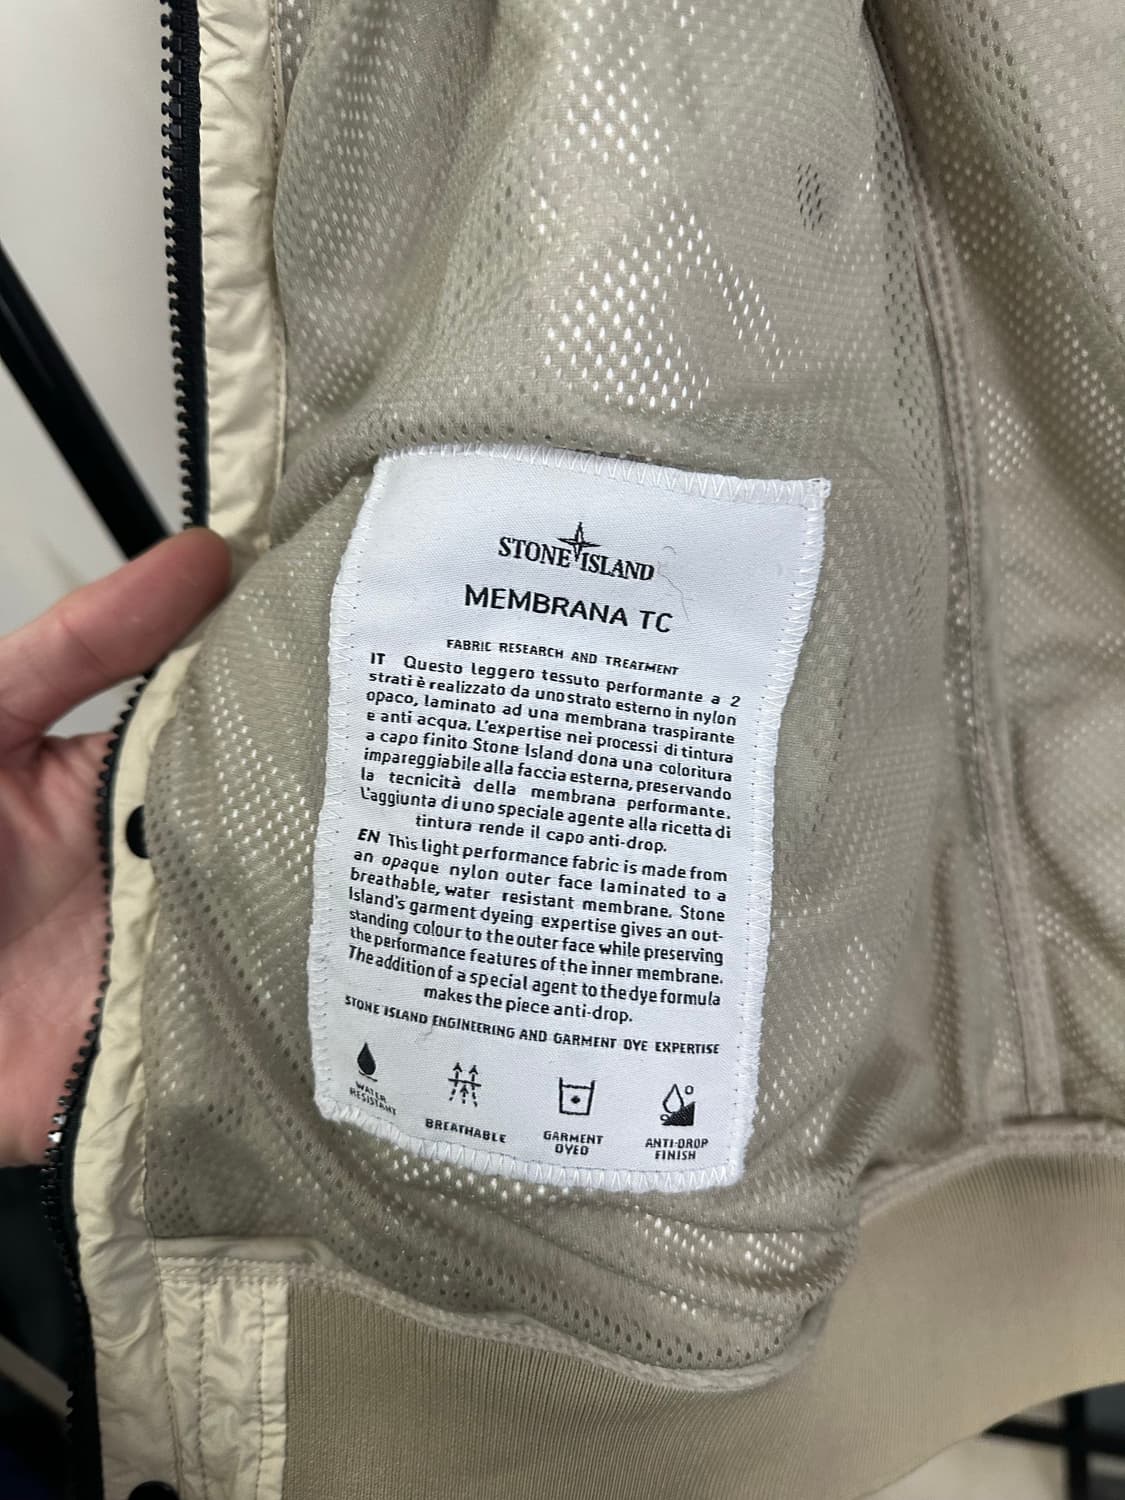 STONE ISLAND
MEMBRANA TC
FABRIC RESEARCH AND TREATMENT
IT Questo leggero tessuto performante a 2
strati è realizzato da uno strato esterno in nylon
opaco, laminato ad una membrana traspirante
e anti acqua. L'expertise nei processi di tintura
a capo finito Stone Island dona una coloritura
impareggiabile alla faccia esterna, preservando
la tecnicità della membrana performante.
L'aggiunta di uno speciale agente alla ricetta di
tintura rende il capo anti-drop.
EN This light performance fabric is made from
an opaque nylon outer face laminated to a
breathable, water resistant membrane. Stone
Island's garment dyeing expertise gives an out-
standing colour to the outer face while preserving
the performance features of the inner membrane.
The addition of a special agent to the dye formula
makes the piece anti-drop.
STONE ISLAND ENGINEERING AND GARMENT DYE EXPERTISE
WATER
RESISTANT
BREATHABLE
GARMENT
DYED
ANTI-DROP
FINISH